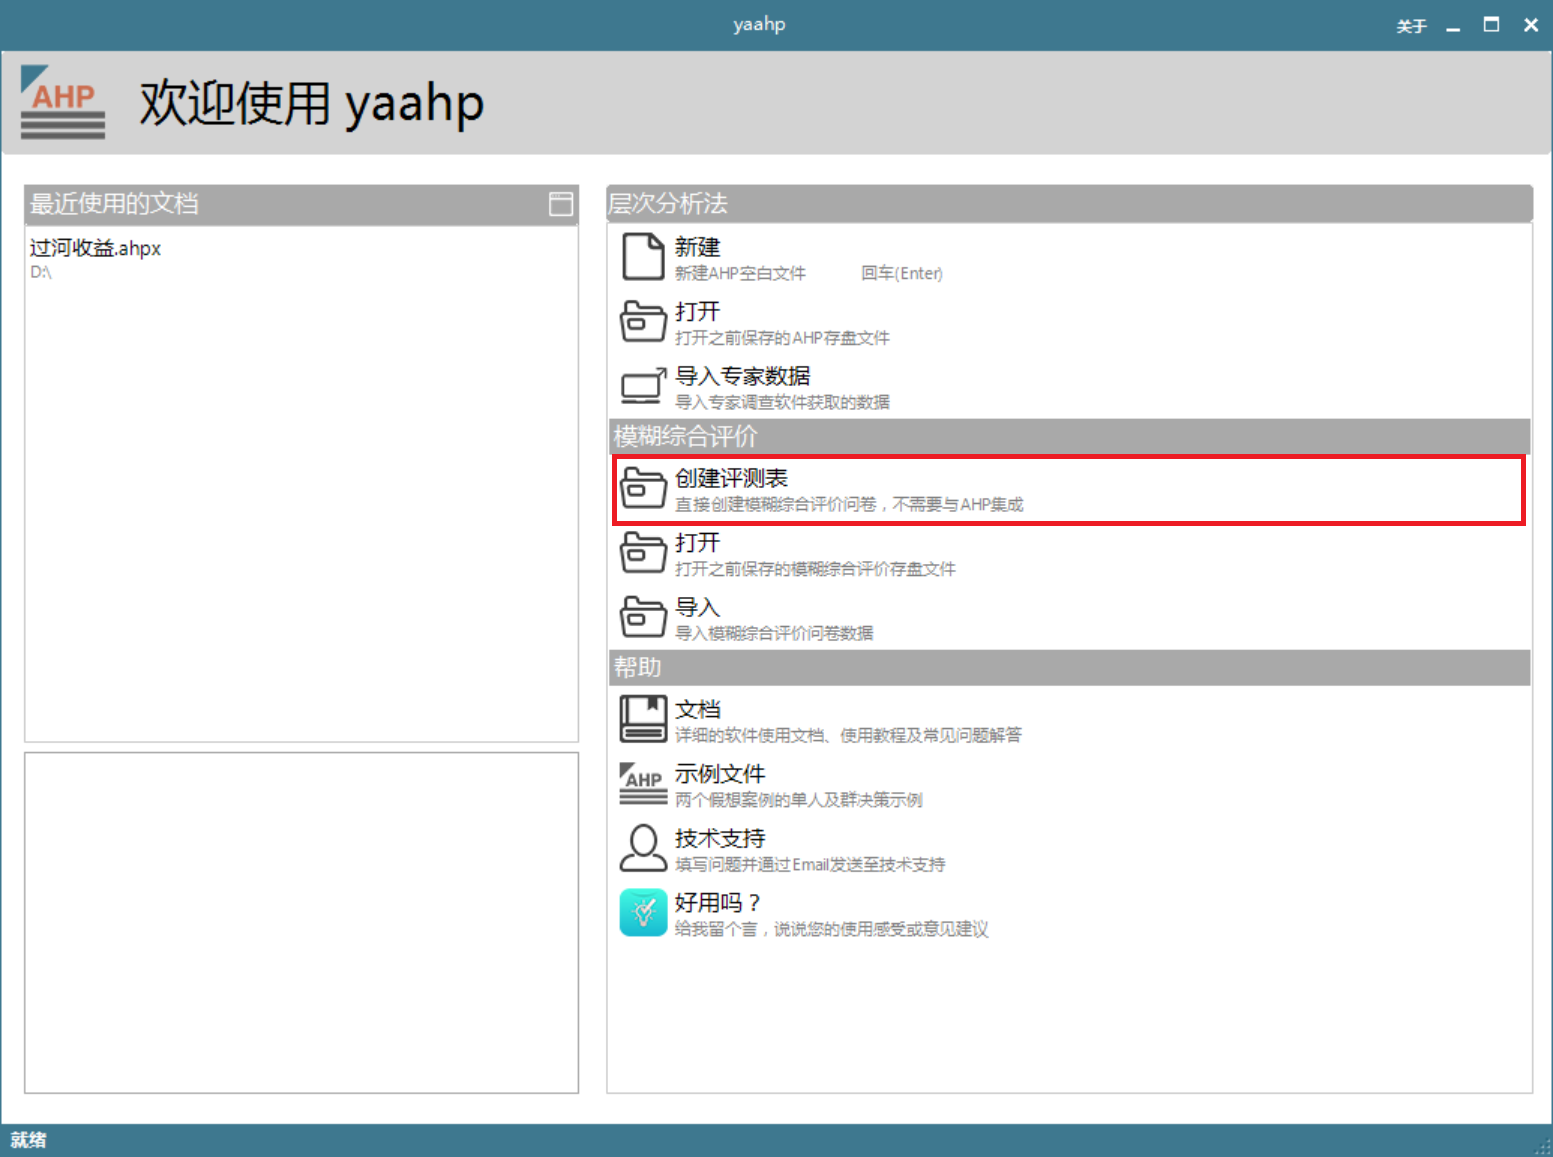 yaahp
关于
AHP
欢迎使用 yaahp
最近使用的文档
过河收益.ahpx
D:\
层次分析法
新建
新建AHP空白文件 回车(Enter)
打开
打开之前保存的AHP存盘文件
导入专家数据
导入专家调查软件获取的数据
模糊综合评价
创建评测表
直接创建模糊综合评价问卷，不需要与AHP集成
打开
打开之前保存的模糊综合评价存盘文件
导入
导入模糊综合评价问卷数据
帮助
文档
详细的软件使用文档、使用教程及常见问题解答
AHP
示例文件
两个假想案例的单人及群决策示例
技术支持
填写问题并通过Email发送至技术支持
好用吗？
给我留个言，说说您的使用感受或意见建议
就绪